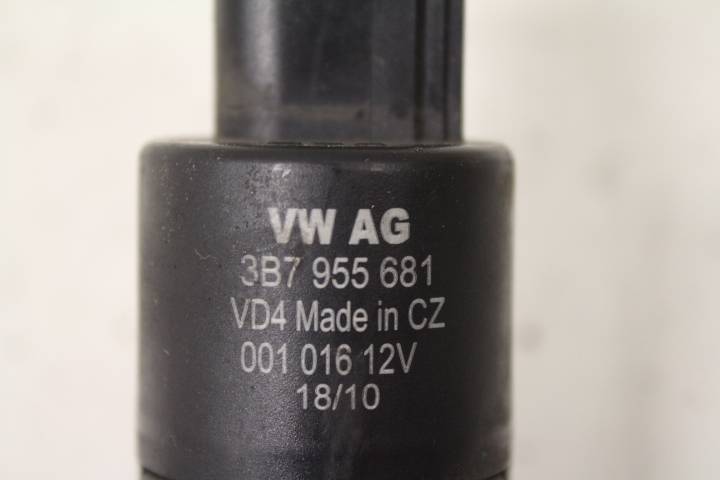 VW AG
3B7 955 681
VD4 Made in CZ
001 016 12V
18/10